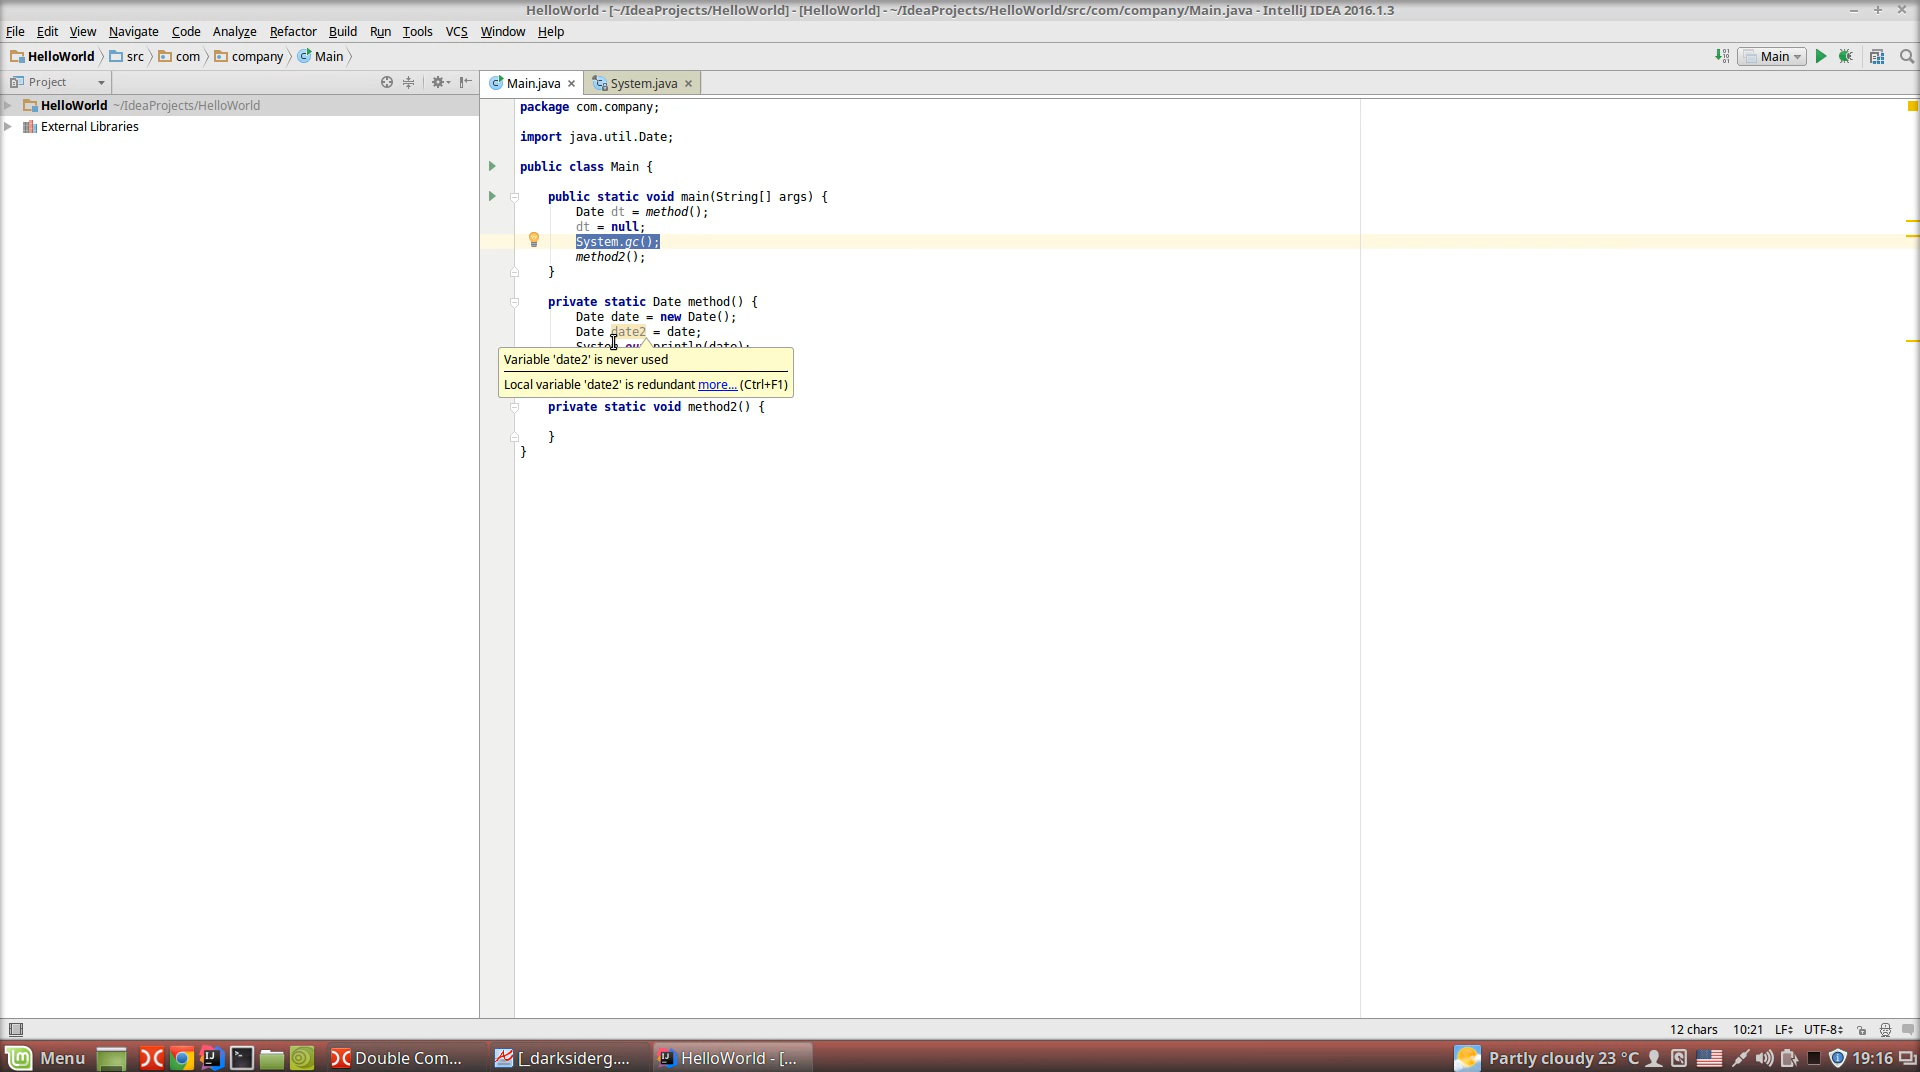 HelloWorld - [~/IdeaProjects/HelloWorld] - [HelloWorld] - ~/IdeaProjects/HelloWorld/src/com/company/Main.java - IntelliJ IDEA 2016.1.3
File Edit View Navigate Code Analyze Refactor Build Run Tools VCS Window Help
HelloWorld src com company Main
Main
Project
Main.java System.java
HelloWorld ~/IdeaProjects/HelloWorld
External Libraries
package com.company;
import java.util.Date;
public class Main {
public static void main(String[] args) {
Date dt = method();
dt = null;
System.gc();
method2();
}
private static Date method() {
Date date = new Date();
Date date2 = date;
System.out.println(date);
Variable 'date2' is never used
Local variable 'date2' is redundant more... (Ctrl+F1)
private static void method2() {
}
}
12 chars 10:21 LF UTF-8
Menu Double Com... [_darksiderg.... HelloWorld - [... Partly cloudy 23 °C 19:16